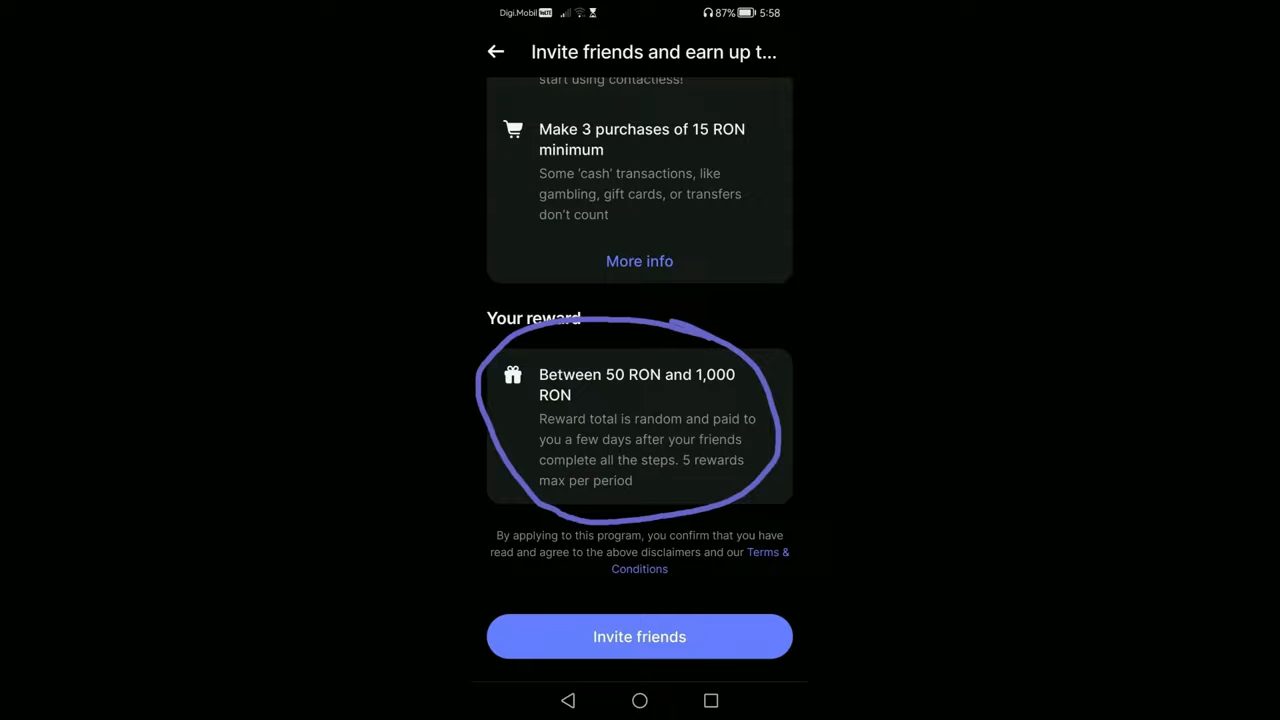 Digi.Mobil VoLTE 87% 5:58
Invite friends and earn up t...
start using contactless!
Make 3 purchases of 15 RON
minimum
Some ‘cash’ transactions, like
gambling, gift cards, or transfers
don’t count
More info
Your reward
Between 50 RON and 1,000
RON
Reward total is random and paid to
you a few days after your friends
complete all the steps. 5 rewards
max per period
By applying to this program, you confirm that you have
read and agree to the above disclaimers and our Terms &
Conditions
Invite friends